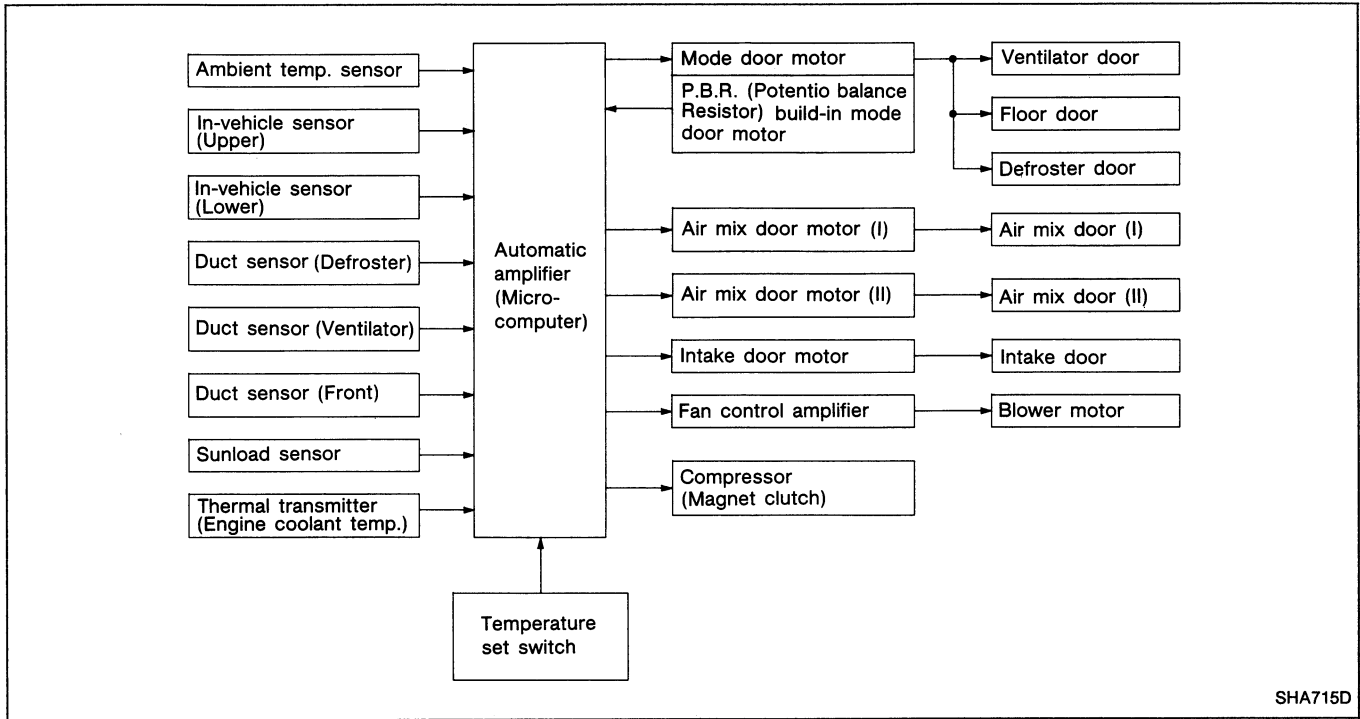 Ambient temp. sensor
In-vehicle sensor
(Upper)
In-vehicle sensor
(Lower)
Duct sensor (Defroster)
Duct sensor (Ventilator)
Duct sensor (Front)
Sunload sensor
Thermal transmitter
(Engine coolant temp.)
Automatic
amplifier
(Micro-
computer)
Temperature
set switch
Mode door motor
P.B.R. (Potentio balance
Resistor) build-in mode
door motor
Air mix door motor (I)
Air mix door motor (II)
Intake door motor
Fan control amplifier
Compressor
(Magnet clutch)
Ventilator door
Floor door
Defroster door
Air mix door (I)
Air mix door (II)
Intake door
Blower motor
SHA715D